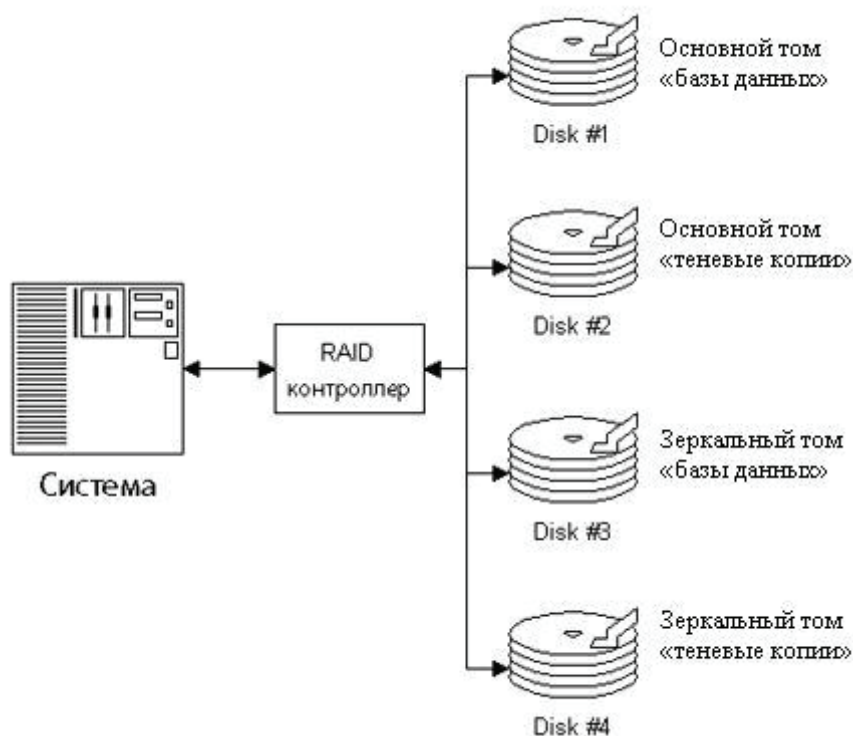 Основной том
«базы данных»
Disk #1
Основной том
«теневые копии»
Disk #2
RAID
контроллер
Система
Зеркальный том
«базы данных»
Disk #3
Зеркальный том
«теневые копии»
Disk #4